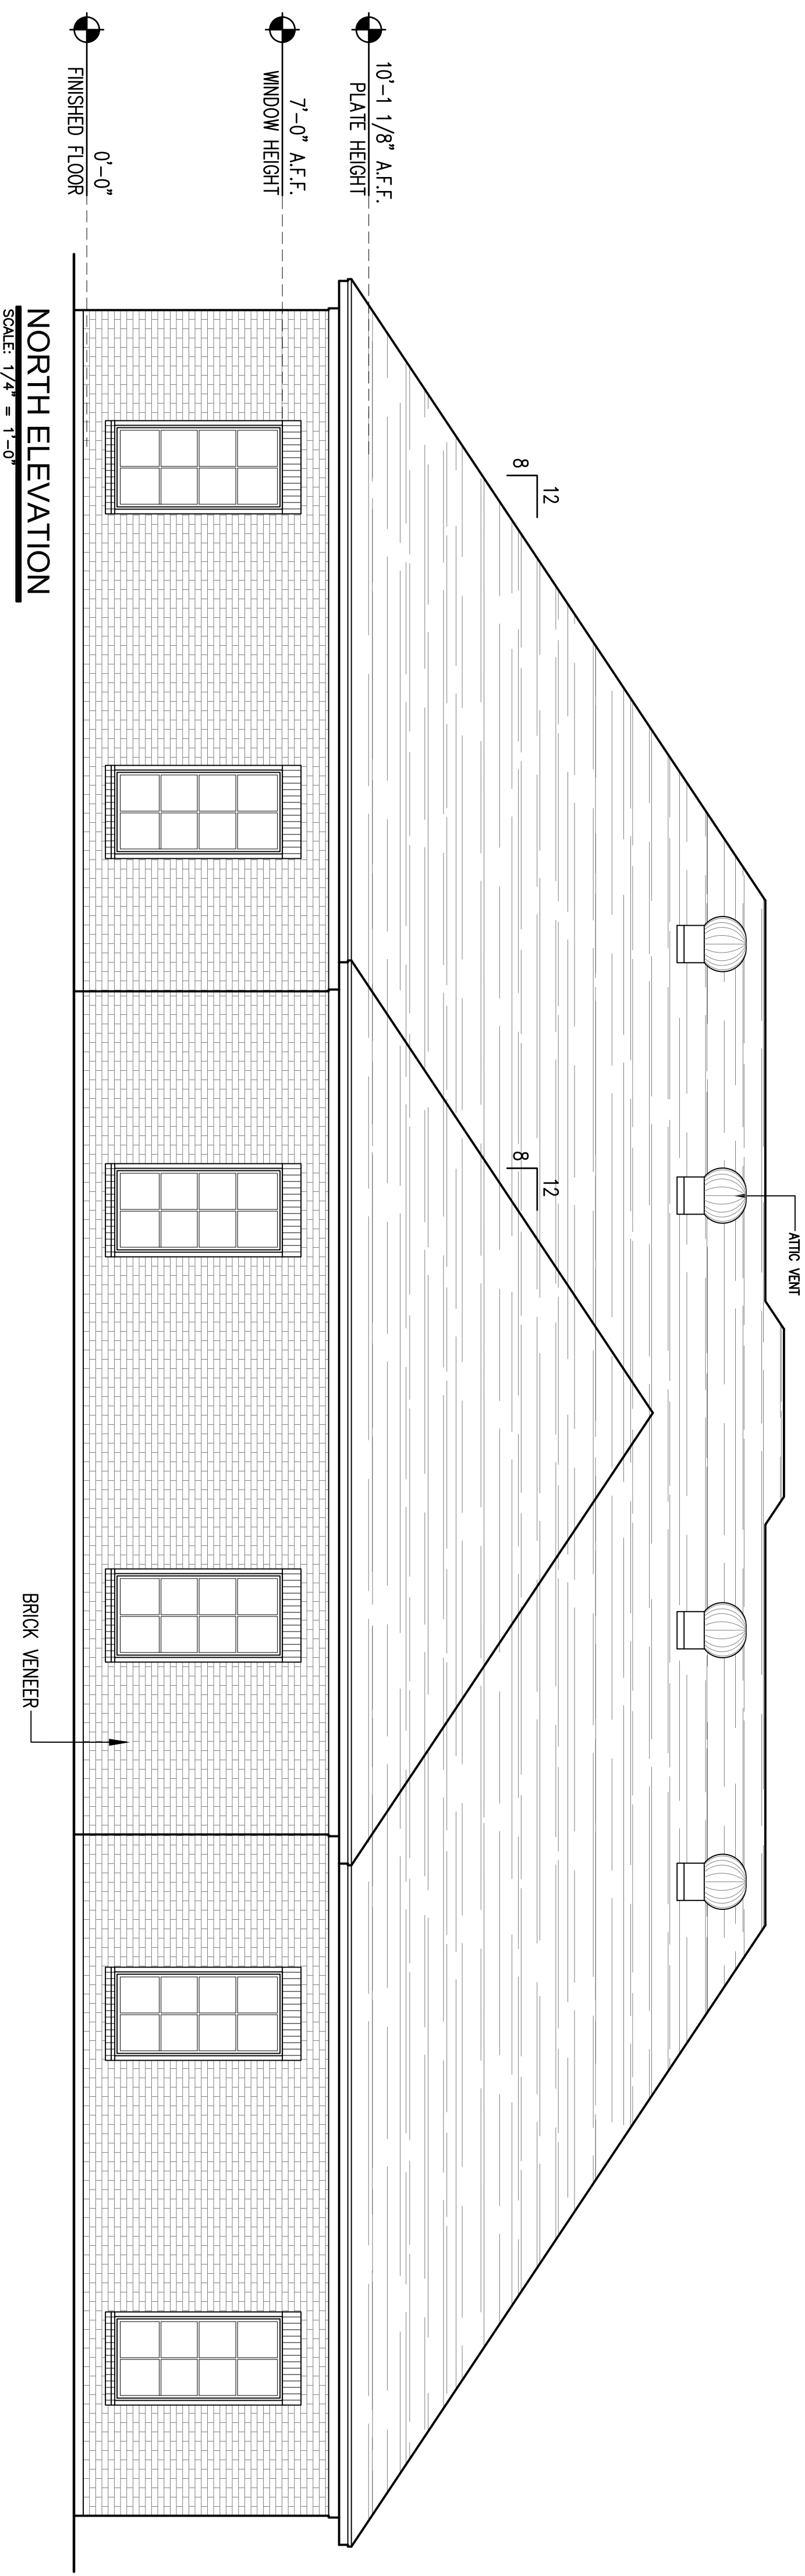 ATTIC VENT
12
8
12
8
10'-1 1/8" A.F.F.
PLATE HEIGHT
7'-0" A.F.F.
WINDOW HEIGHT
0'-0"
FINISHED FLOOR
BRICK VENEER
NORTH ELEVATION
SCALE: 1/4" = 1'-0"